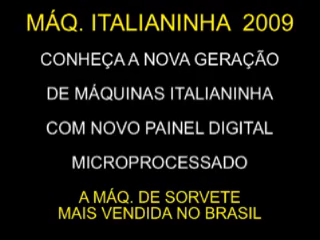 MÁQ. ITALIANINHA 2009
CONHEÇA A NOVA GERAÇÃO
DE MÁQUINAS ITALIANINHA
COM NOVO PAINEL DIGITAL
MICROPROCESSADO
A MÁQ. DE SORVETE
MAIS VENDIDA NO BRASIL